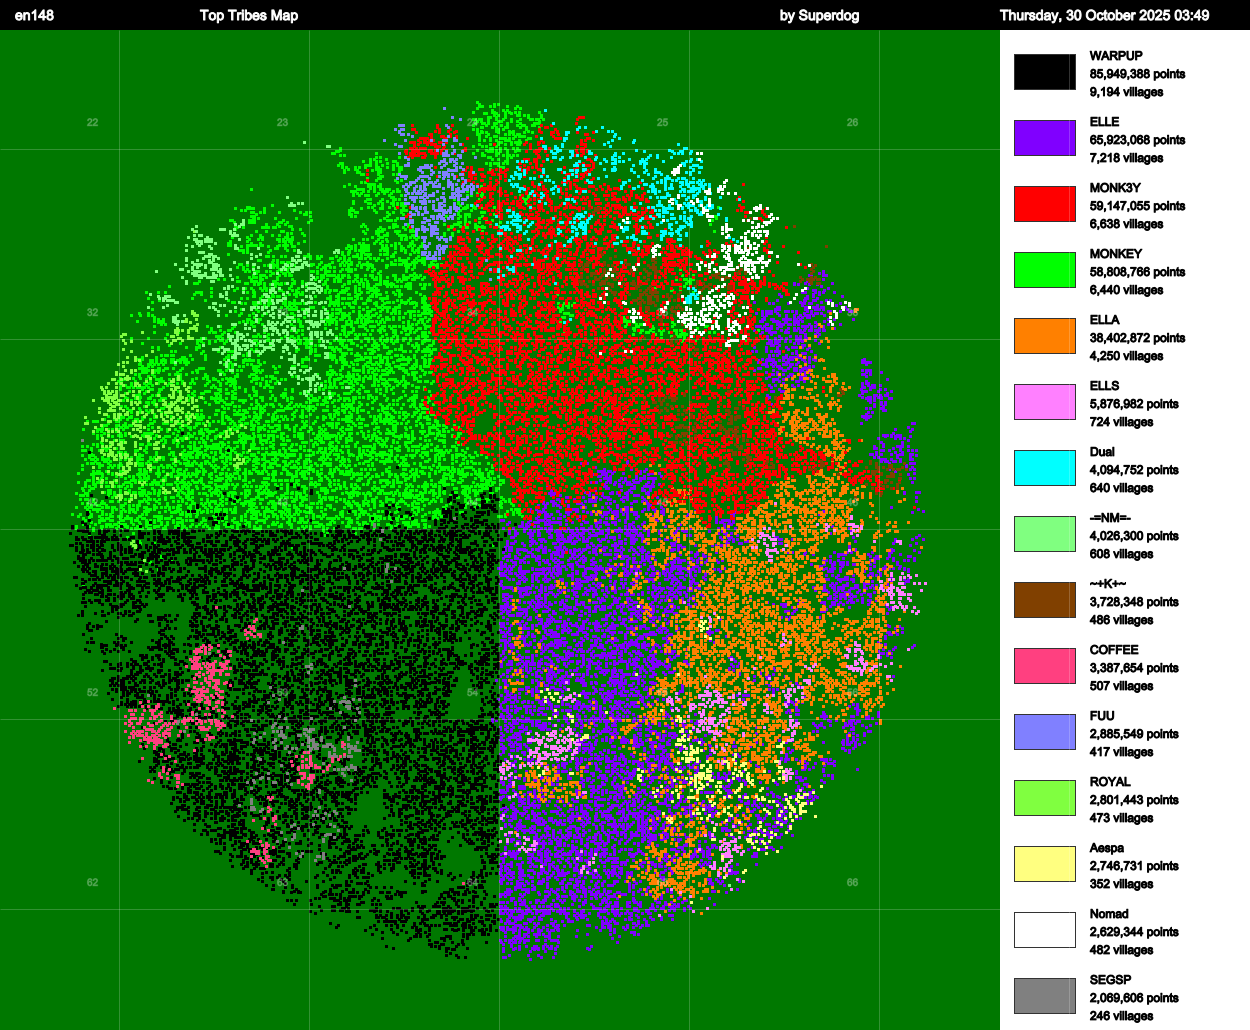 en148 Top Tribes Map by Superdog Thursday, 30 October 2025 03:49
WARPUP
85,949,388 points
9,194 villages
ELLE
65,923,068 points
7,218 villages
MONK3Y
59,147,055 points
6,638 villages
MONKEY
58,808,766 points
6,440 villages
ELLA
38,402,872 points
4,250 villages
ELLS
5,876,982 points
724 villages
Dual
4,094,752 points
640 villages
-=NM=-
4,026,300 points
608 villages
~+K+~
3,728,348 points
486 villages
COFFEE
3,387,654 points
507 villages
FUU
2,885,549 points
417 villages
ROYAL
2,801,443 points
473 villages
Aespa
2,746,731 points
352 villages
Nomad
2,629,344 points
482 villages
SEGSP
2,069,606 points
246 villages
22 23 25 26
32 34
52 54
62 66